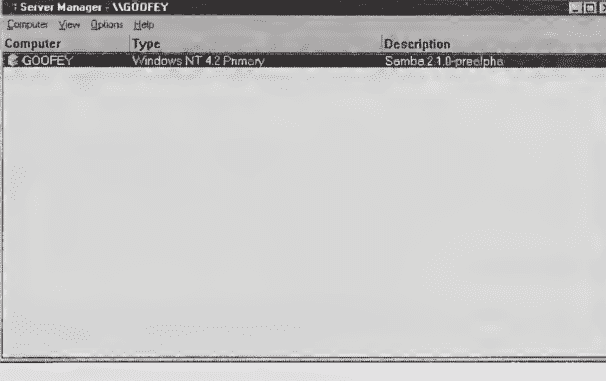 Server Manager - \\GOOFEY
Computer View Options Help
Computer Type Description
GOOFEY Windows NT 4.2 Primary Samba 2.1.0-prealpha